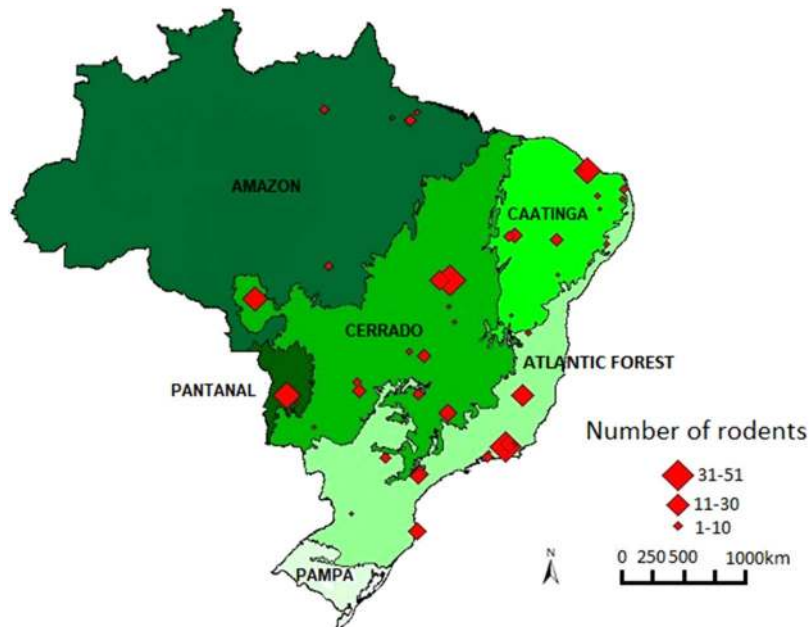 AMAZON
CAATINGA
CERRADO
ATLANTIC FOREST
PANTANAL
PAMPA
Number of rodents
31-51
11-30
1-10
N
0 250 500 1000km